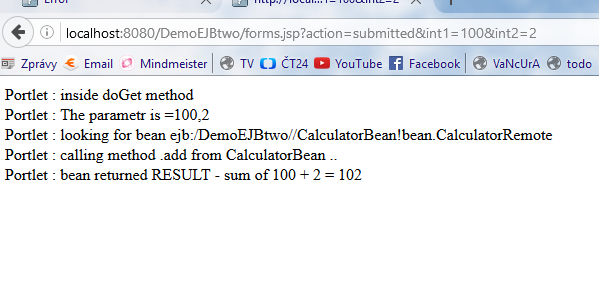 Error
http://local...1=100&int2=2
localhost:8080/DemoEJBtwo/forms.jsp?action=submitted&int1=100&int2=2
Zprávy Email Mindmeister TV ČT24 YouTube Facebook VaNcUrA todo
Portlet : inside doGet method
Portlet : The parametr is =100,2
Portlet : looking for bean ejb:/DemoEJBtwo//CalculatorBean!bean.CalculatorRemote
Portlet : calling method .add from CalculatorBean ..
Portlet : bean returned RESULT - sum of 100 + 2 = 102